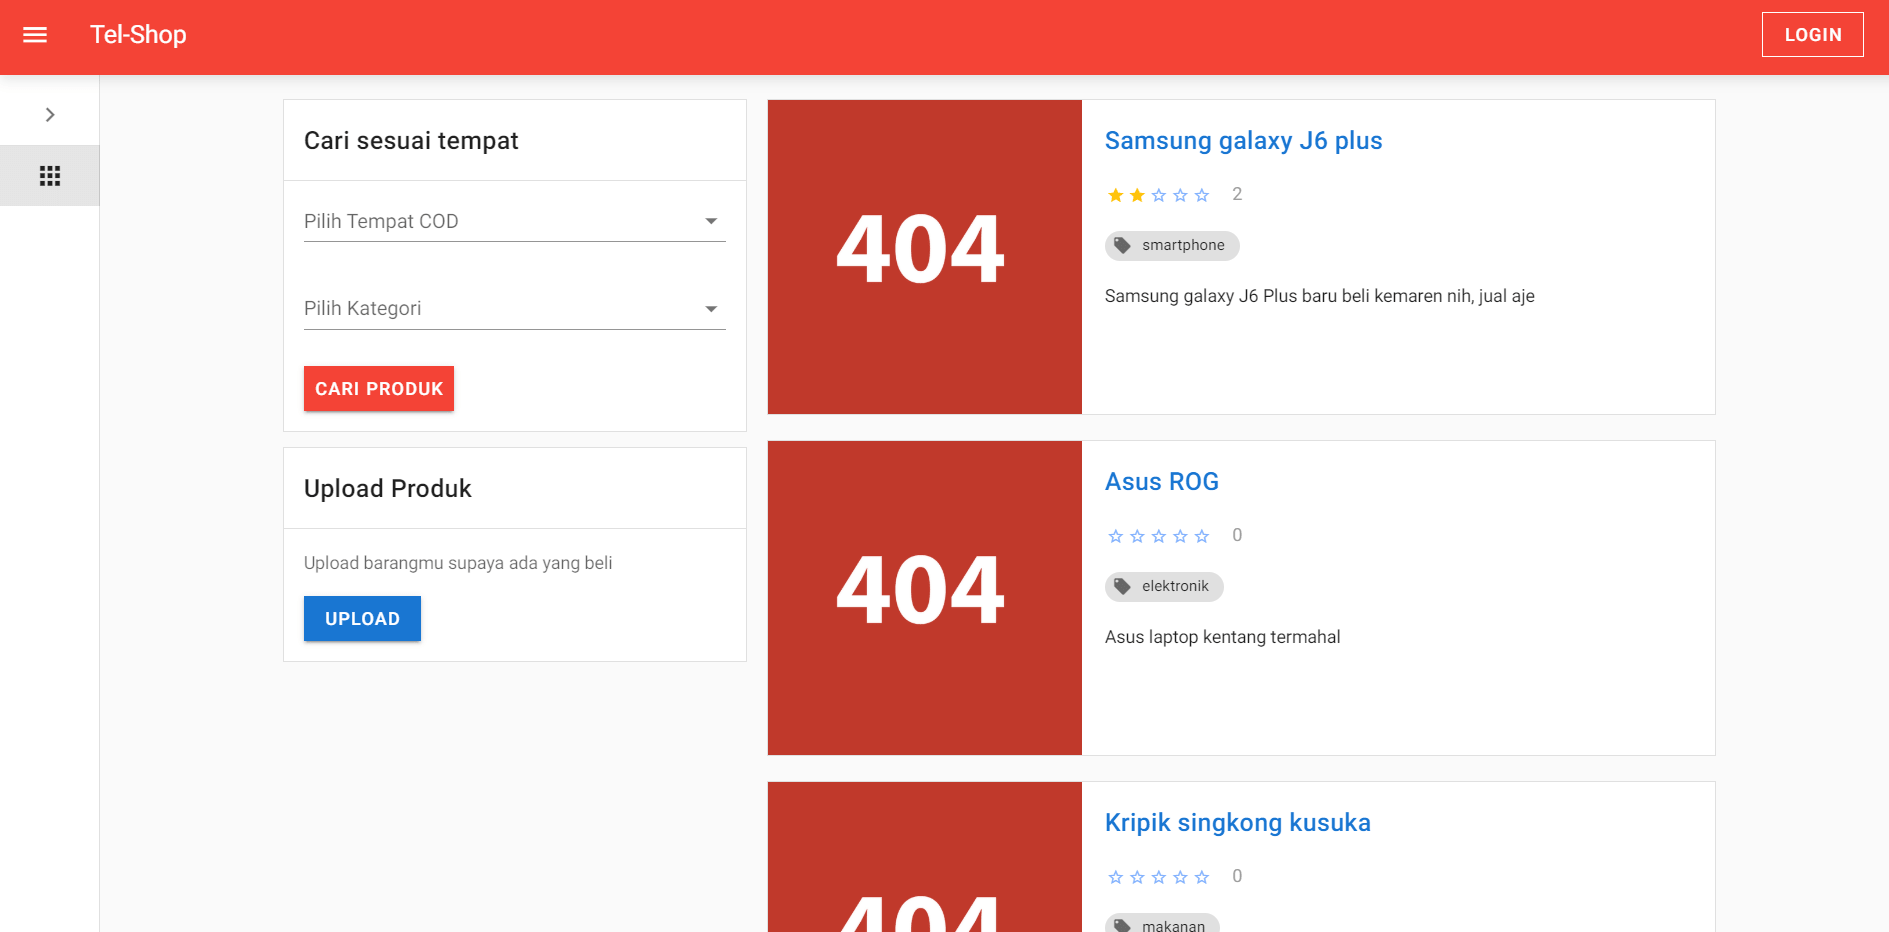 Tel-Shop
LOGIN
Cari sesuai tempat
Pilih Tempat COD
Pilih Kategori
CARI PRODUK
Upload Produk
Upload barangmu supaya ada yang beli
UPLOAD
404
Samsung galaxy J6 plus
2
smartphone
Samsung galaxy J6 Plus baru beli kemaren nih, jual aje
404
Asus ROG
0
elektronik
Asus laptop kentang termahal
404
Kripik singkong kusuka
0
makanan